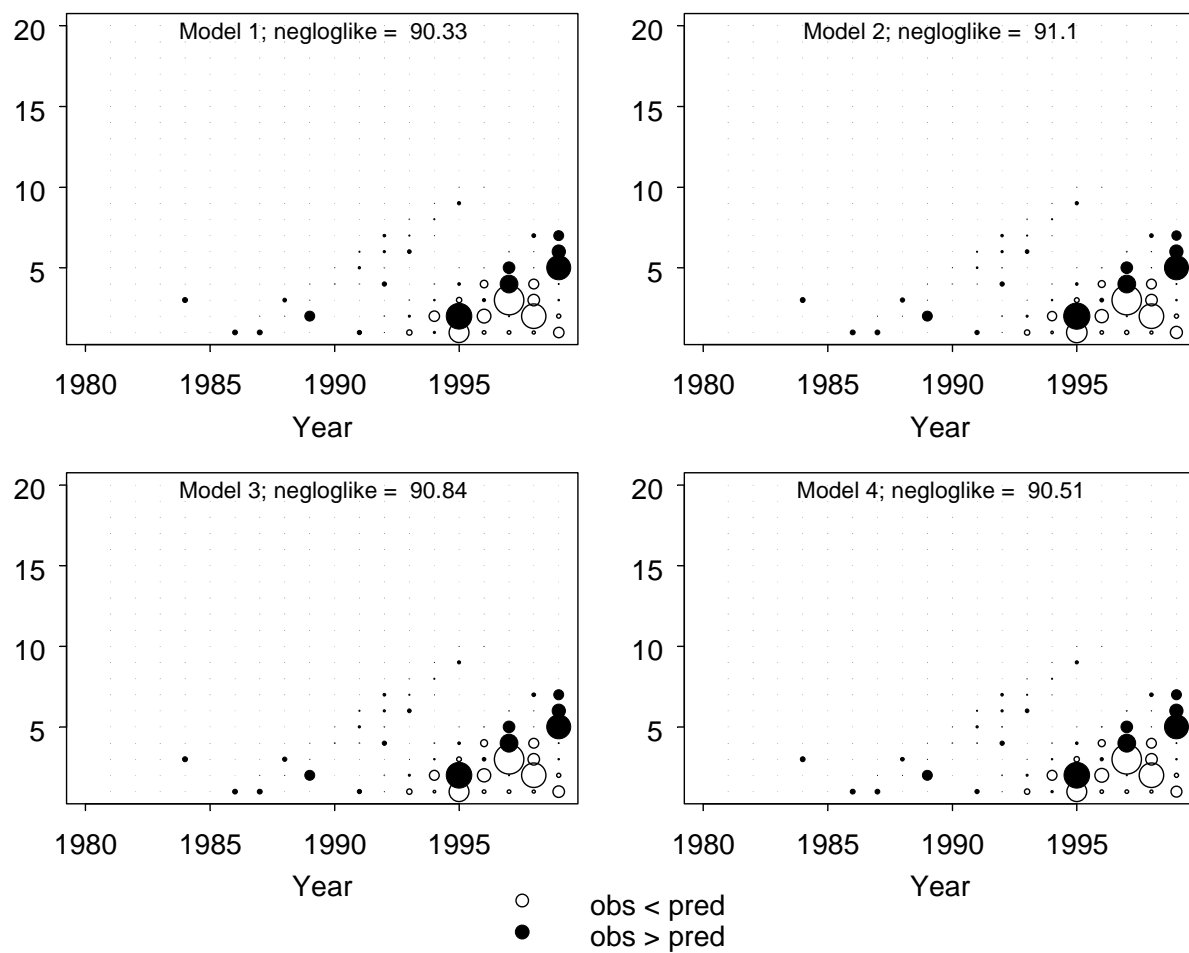 Model 1; negloglike = 90.33
20
15
10
5
1980 1985 1990 1995
Year
Model 2; negloglike = 91.1
20
15
10
5
1980 1985 1990 1995
Year
Model 3; negloglike = 90.84
20
15
10
5
1980 1985 1990 1995
Year
Model 4; negloglike = 90.51
20
15
10
5
1980 1985 1990 1995
Year
obs < pred
obs > pred